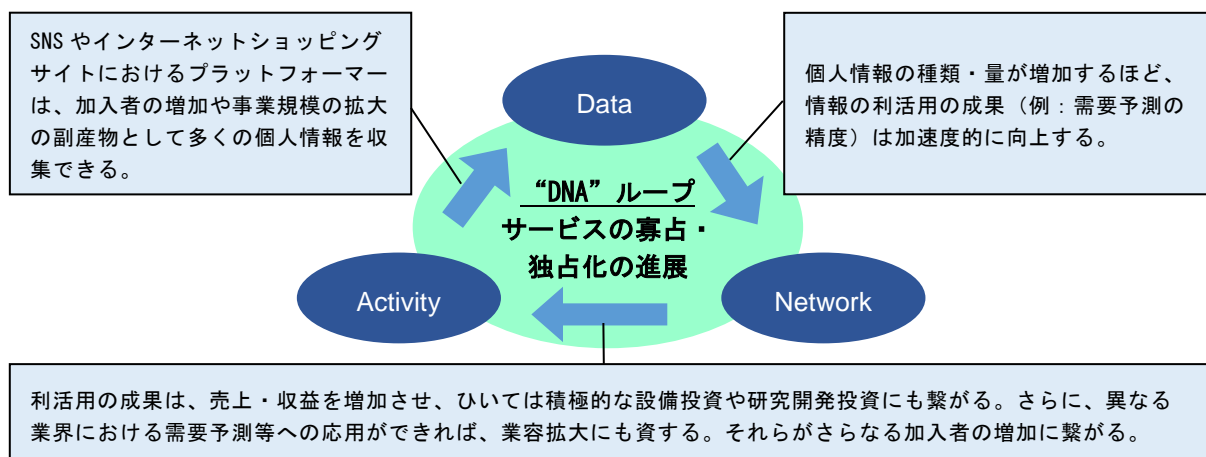 SNS やインターネットショッピング
サイトにおけるプラットフォーマー
は、加入者の増加や事業規模の拡大
の副産物として多くの個人情報を収
集できる。
Data
個人情報の種類・量が増加するほど、
情報の利活用の成果（例：需要予測の
精度）は加速度的に向上する。
“DNA”ループ
サービスの寡占・
独占化の進展
Activity
Network
利活用の成果は、売上・収益を増加させ、ひいては積極的な設備投資や研究開発投資にも繋がる。さらに、異なる
業界における需要予測等への応用ができれば、業容拡大にも資する。それらがさらなる加入者の増加に繋がる。